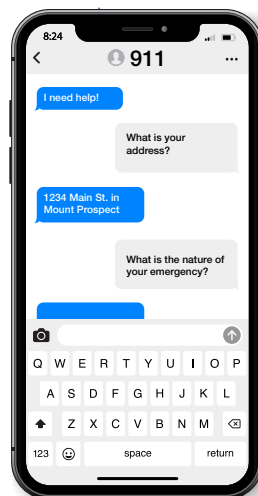 8:24
911
I need help!
What is your
address?
1234 Main St. in
Mount Prospect
What is the nature of
your emergency?
Q W E R T Y U I O P
A S D F G H J K L
Z X C V B N M
123 space return